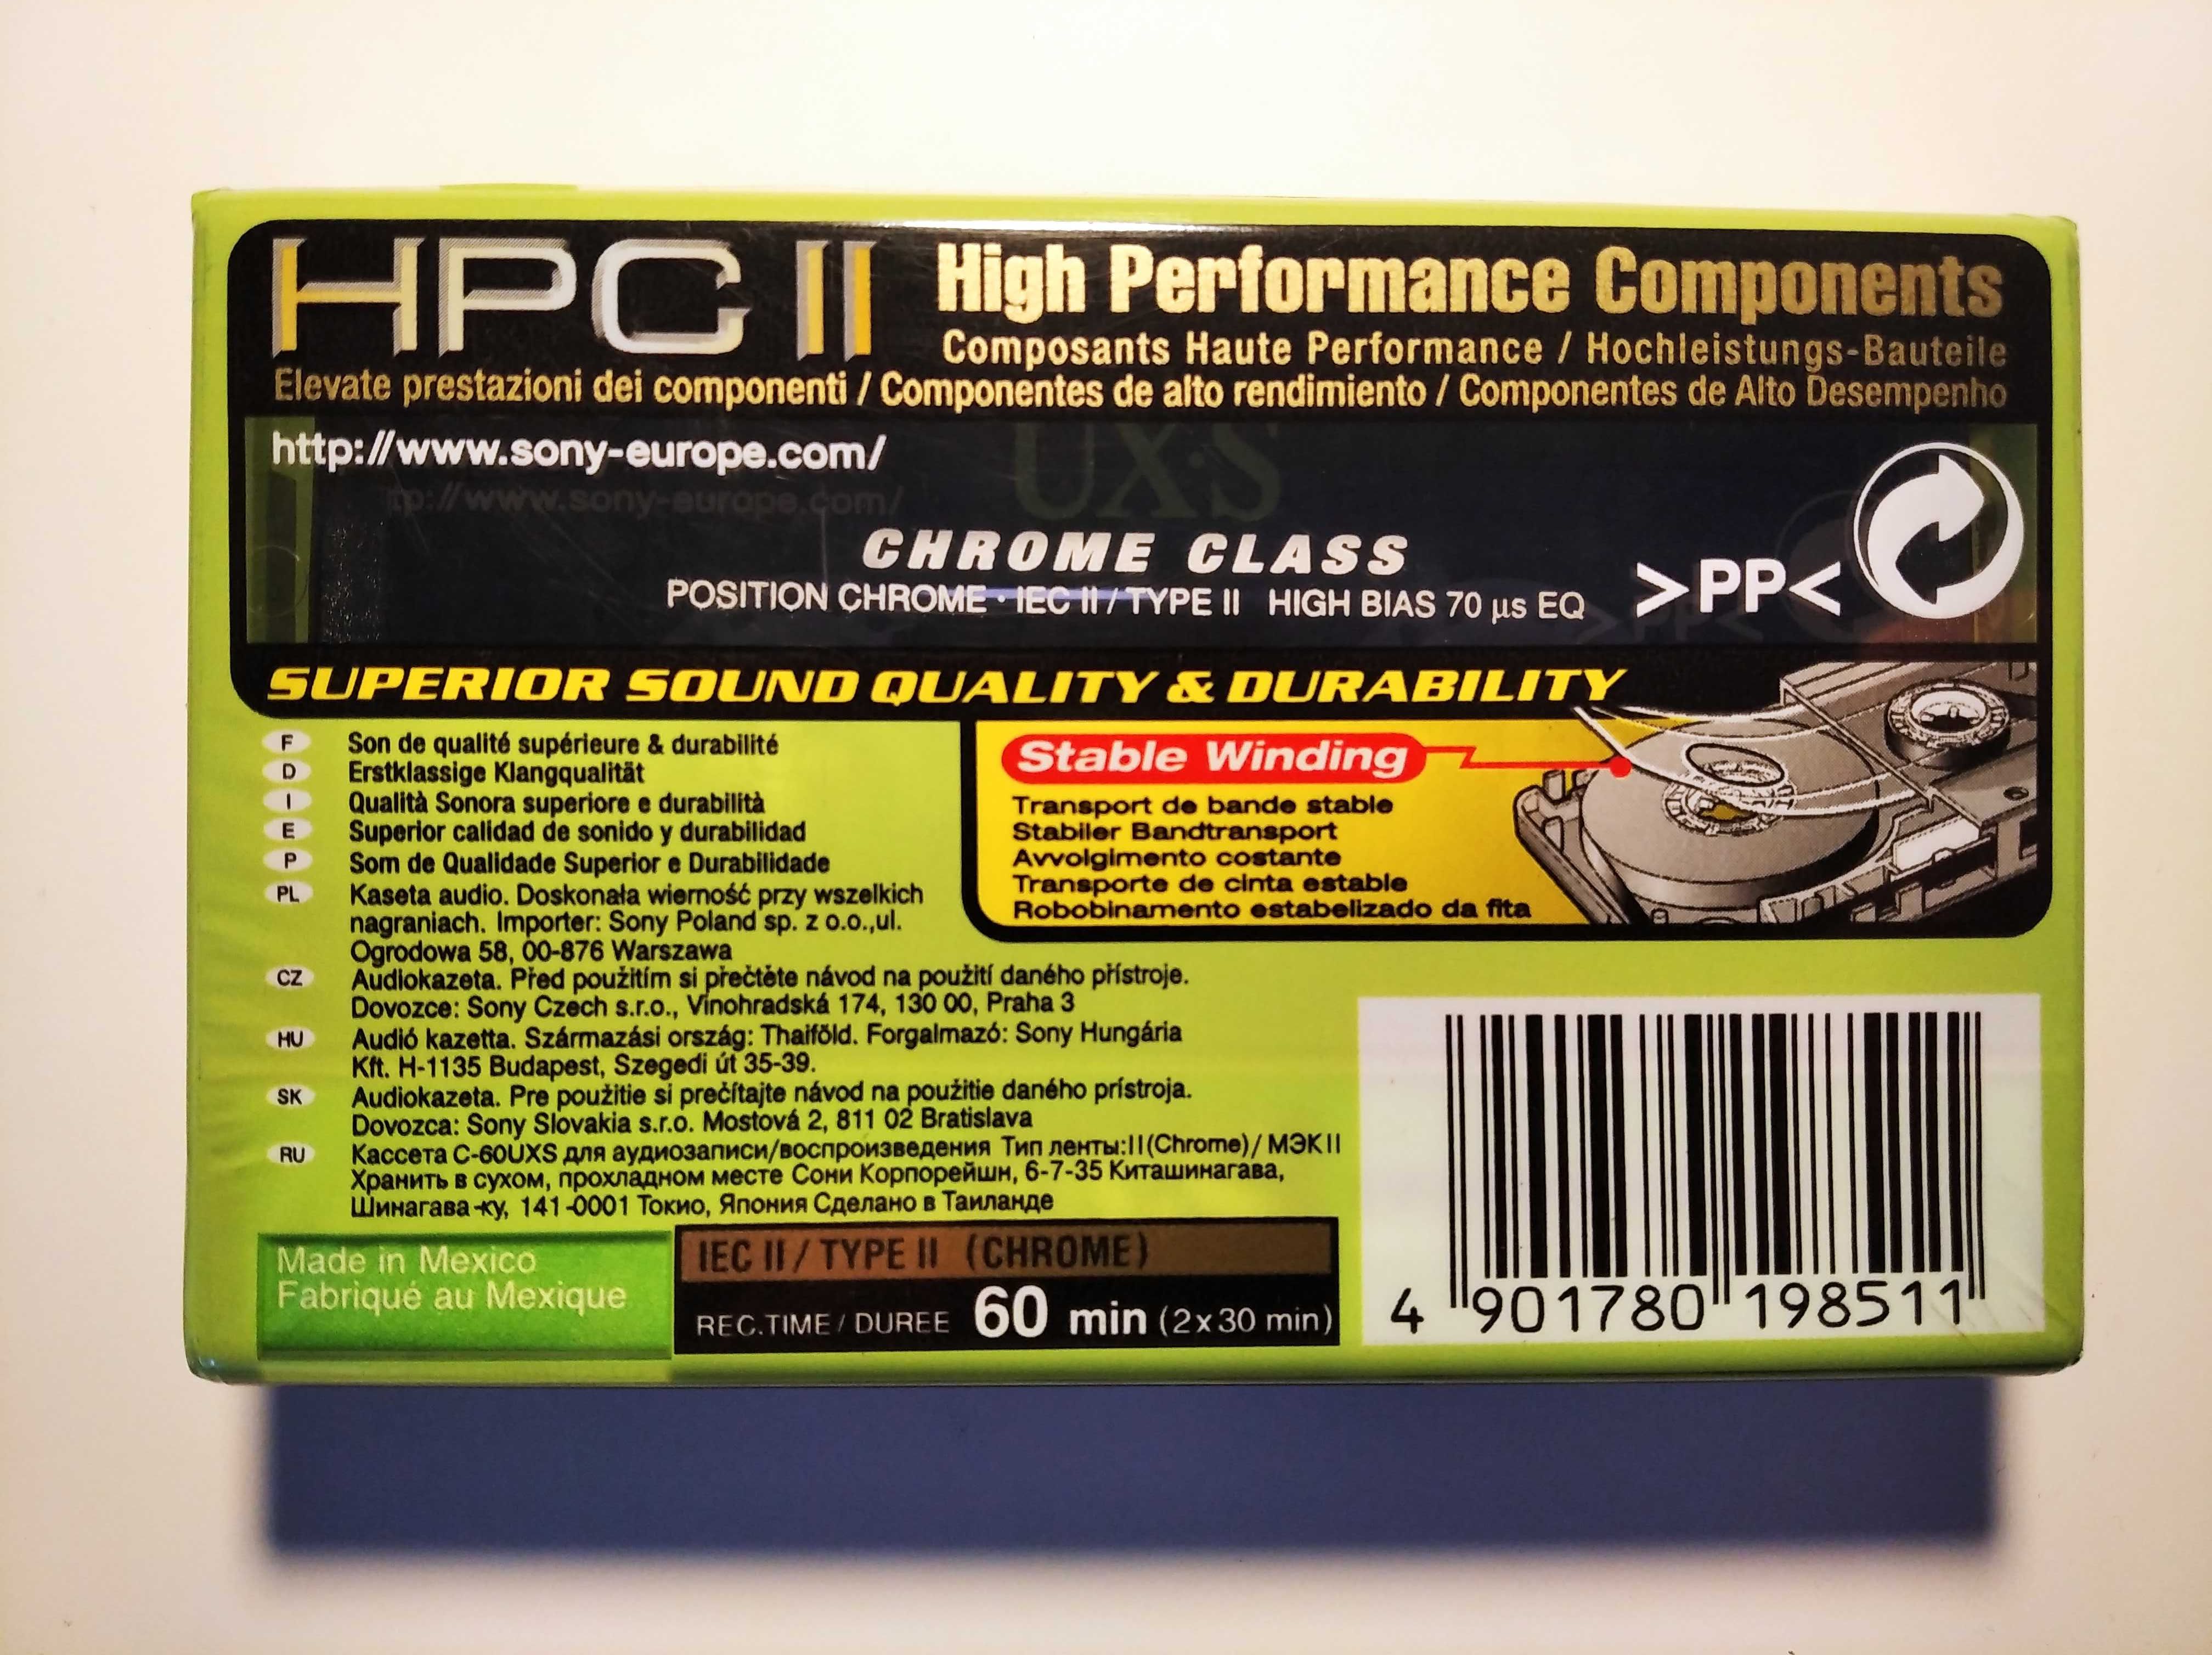 HPC II High Performance Components
Composants Haute Performance / Hochleistungs-Bauteile
Elevate prestazioni dei componenti / Componentes de alto rendimiento / Componentes de Alto Desempenho
http://www.sony-europe.com/
UX·S
CHROME CLASS
POSITION CHROME · IEC II / TYPE II HIGH BIAS 70 µs EQ
>PP<
SUPERIOR SOUND QUALITY & DURABILITY
F Son de qualité supérieure & durabilité
D Erstklassige Klangqualität
I Qualità Sonora superiore e durabilità
E Superior calidad de sonido y durabilidad
P Som de Qualidade Superior e Durabilidade
PL Kaseta audio. Doskonała wierność przy wszelkich
nagraniach. Importer: Sony Poland sp. z o.o.,ul.
Ogrodowa 58, 00-876 Warszawa
CZ Audiokazeta. Před použitím si přečtěte návod na použití daného přístroje.
Dovozce: Sony Czech s.r.o., Vinohradská 174, 130 00, Praha 3
HU Audió kazetta. Származási ország: Thaiföld. Forgalmazó: Sony Hungária
Kft. H-1135 Budapest, Szegedi út 35-39.
SK Audiokazeta. Pre použitie si prečítajte návod na použitie daného prístroja.
Dovozca: Sony Slovakia s.r.o. Mostová 2, 811 02 Bratislava
RU Кассета C-60UXS для аудиозаписи/воспроизведения Тип ленты:II(Chrome)/ МЭК II
Хранить в сухом, прохладном месте Сони Корпорейшн, 6-7-35 Киташинагава,
Шинагава-ку, 141-0001 Токио, Япония Сделано в Таиланде
Stable Winding
Transport de bande stable
Stabiler Bandtransport
Avvolgimento costante
Transporte de cinta estable
Robobinamento estabelizado da fita
Made in Mexico
Fabriqué au Mexique
IEC II / TYPE II (CHROME)
REC.TIME / DUREE 60 min (2x30 min)
4 901780 198511